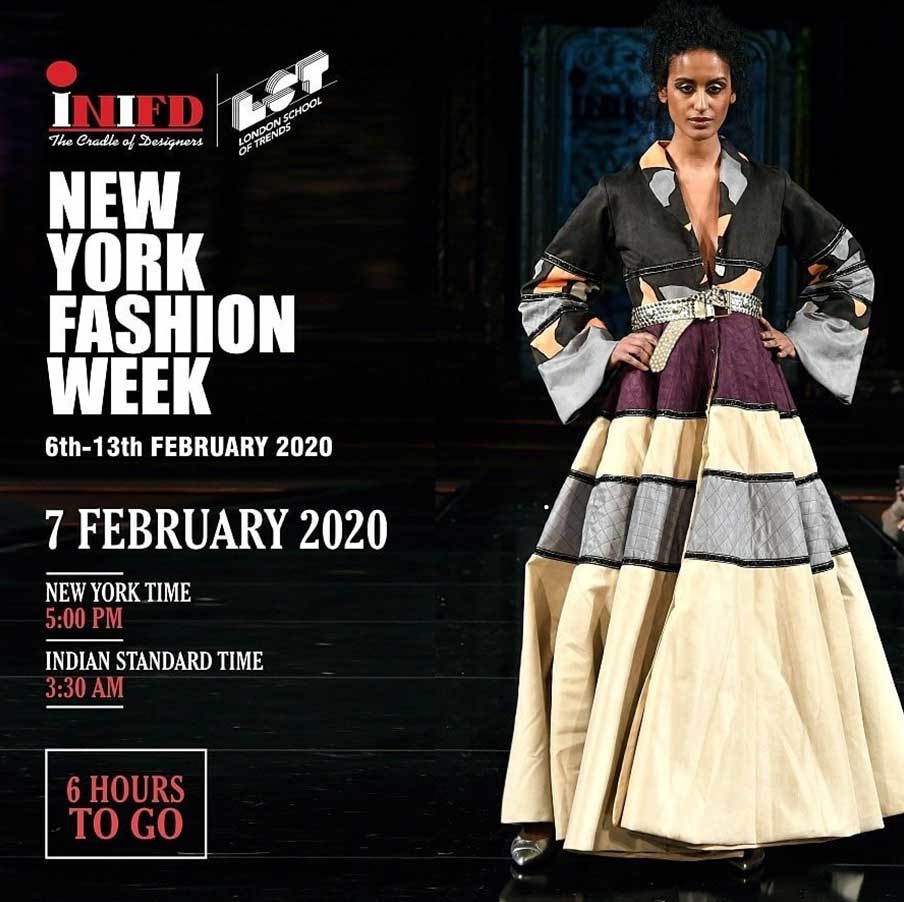 iNIFD
The Cradle of Designers
LST
LONDON SCHOOL
OF TRENDS
NEW
YORK
FASHION
WEEK
6th-13th FEBRUARY 2020
7 FEBRUARY 2020
NEW YORK TIME
5:00 PM
INDIAN STANDARD TIME
3:30 AM
6 HOURS
TO GO